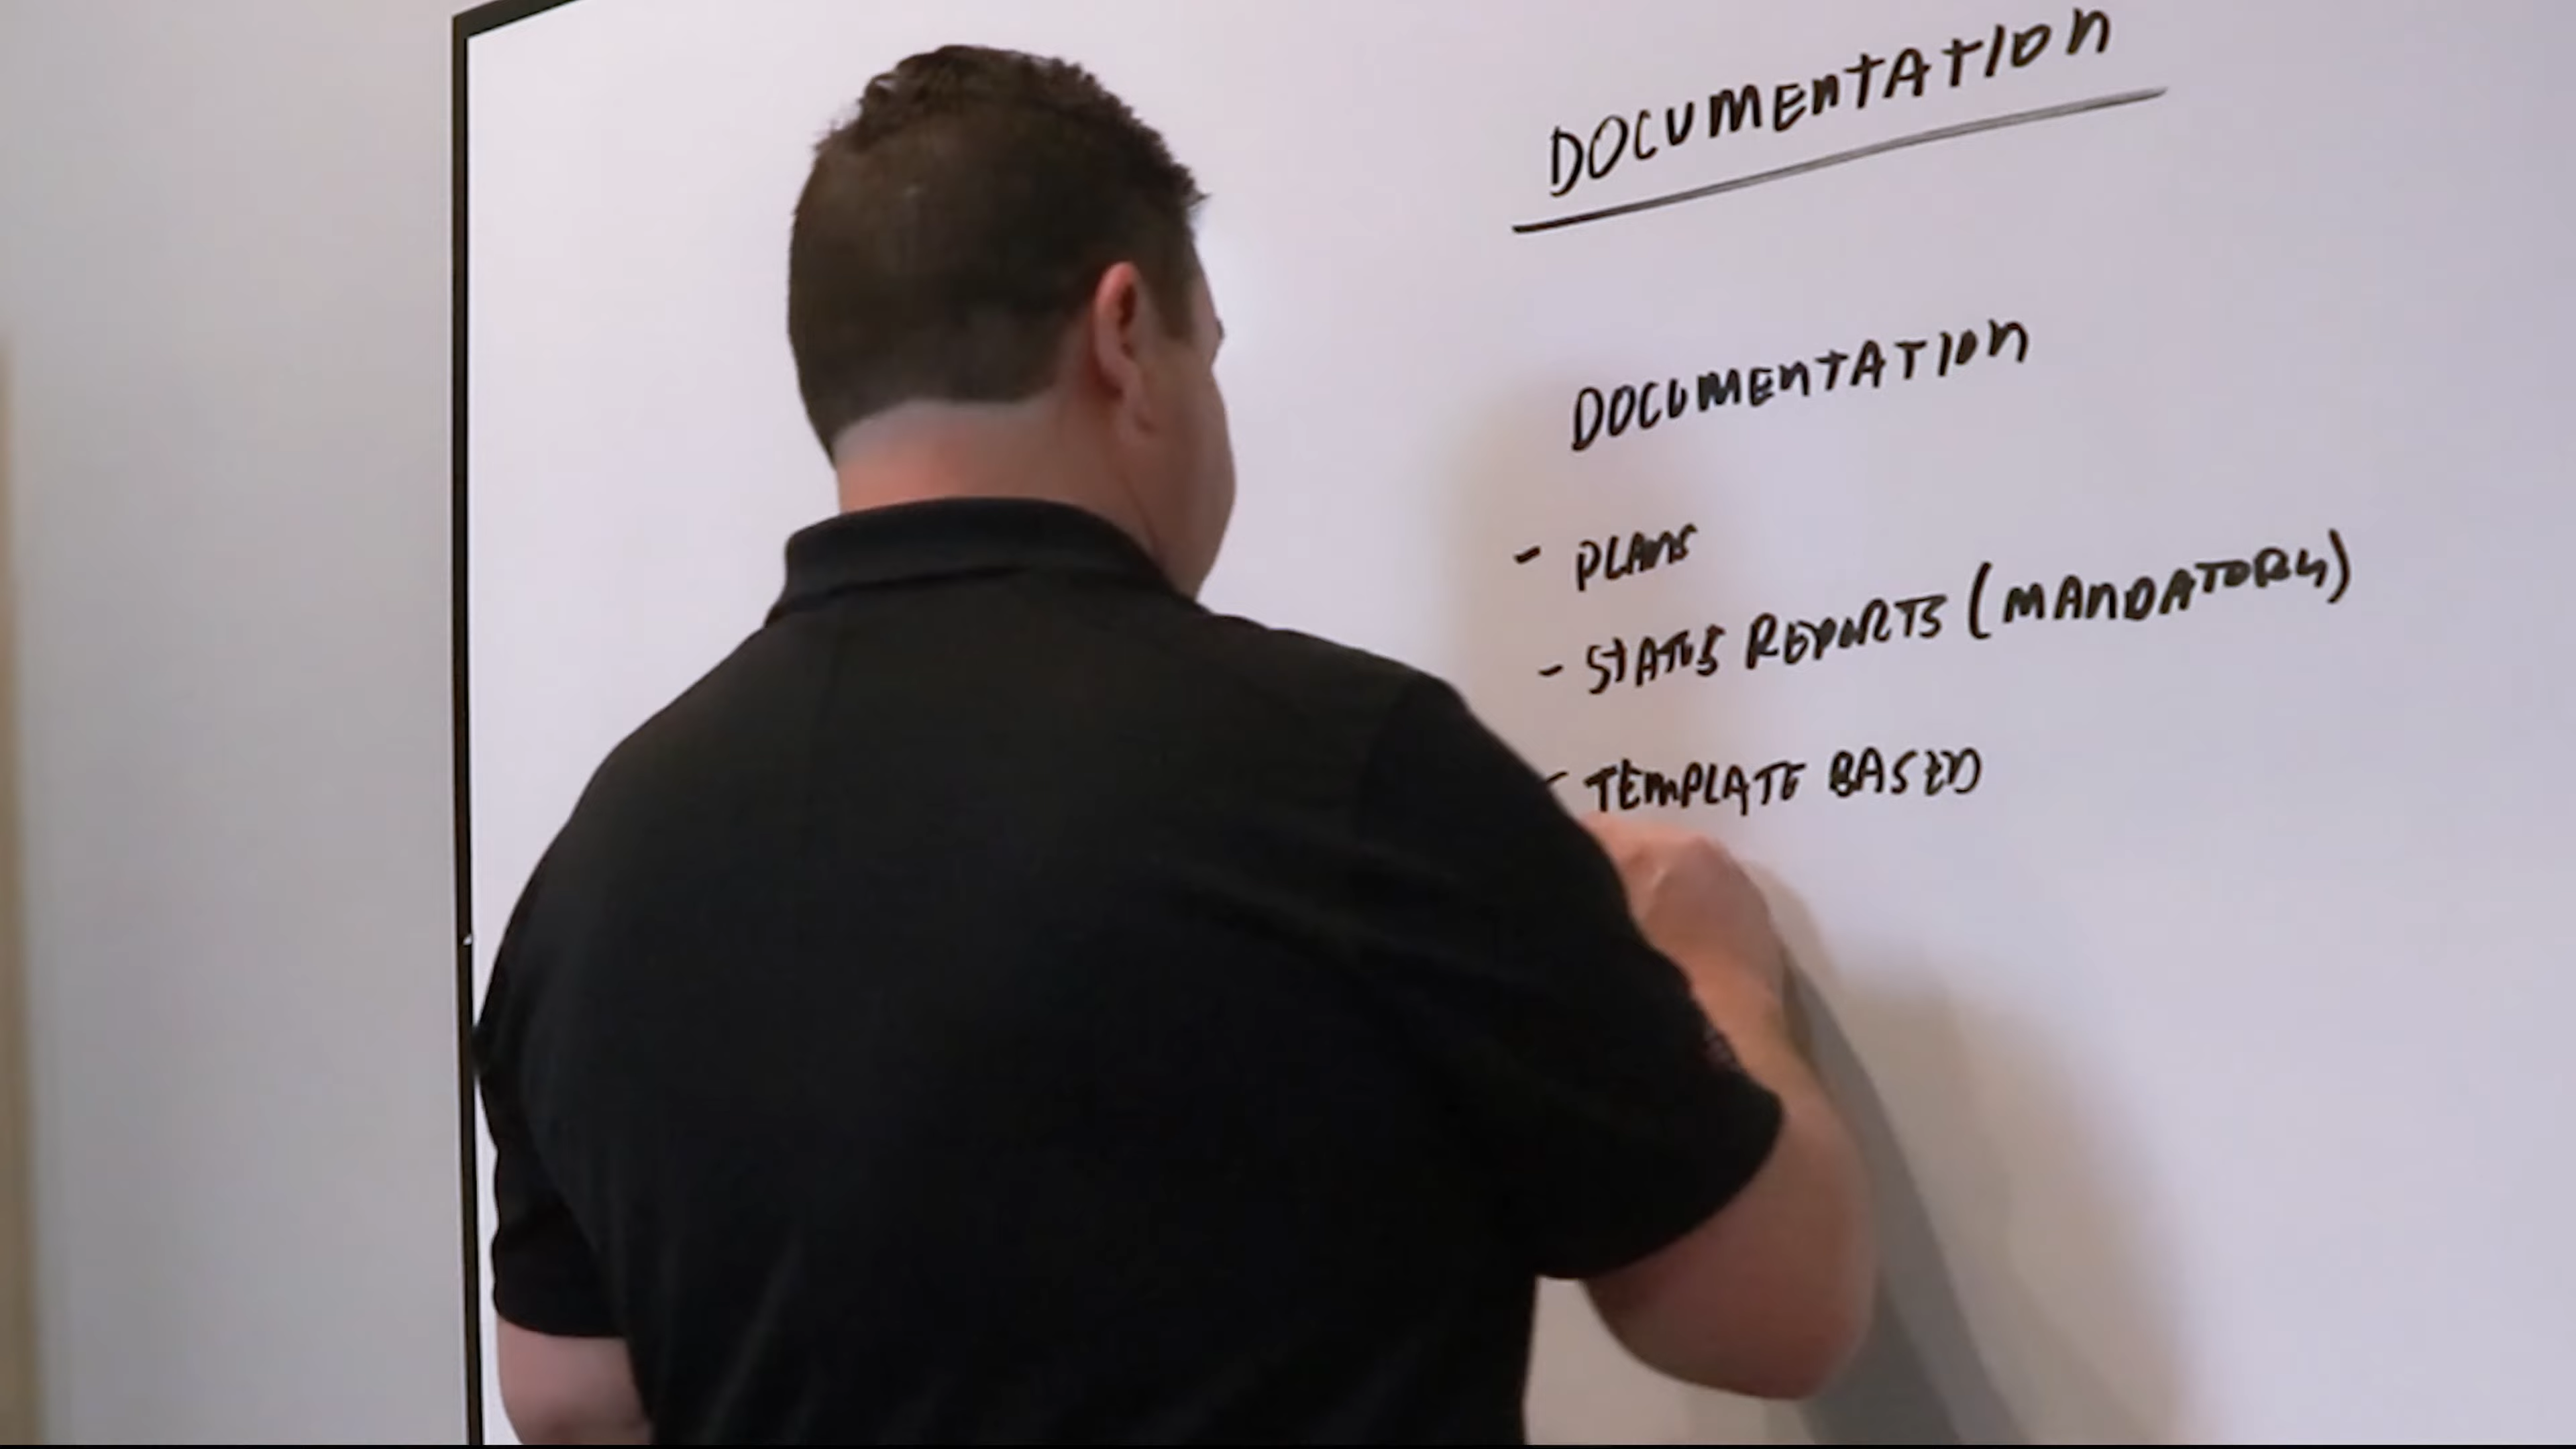 DOCUMENTATION
DOCUMENTATION
- PLANS
- STATUS REPORTS (MANDATORY)
- TEMPLATE BASED